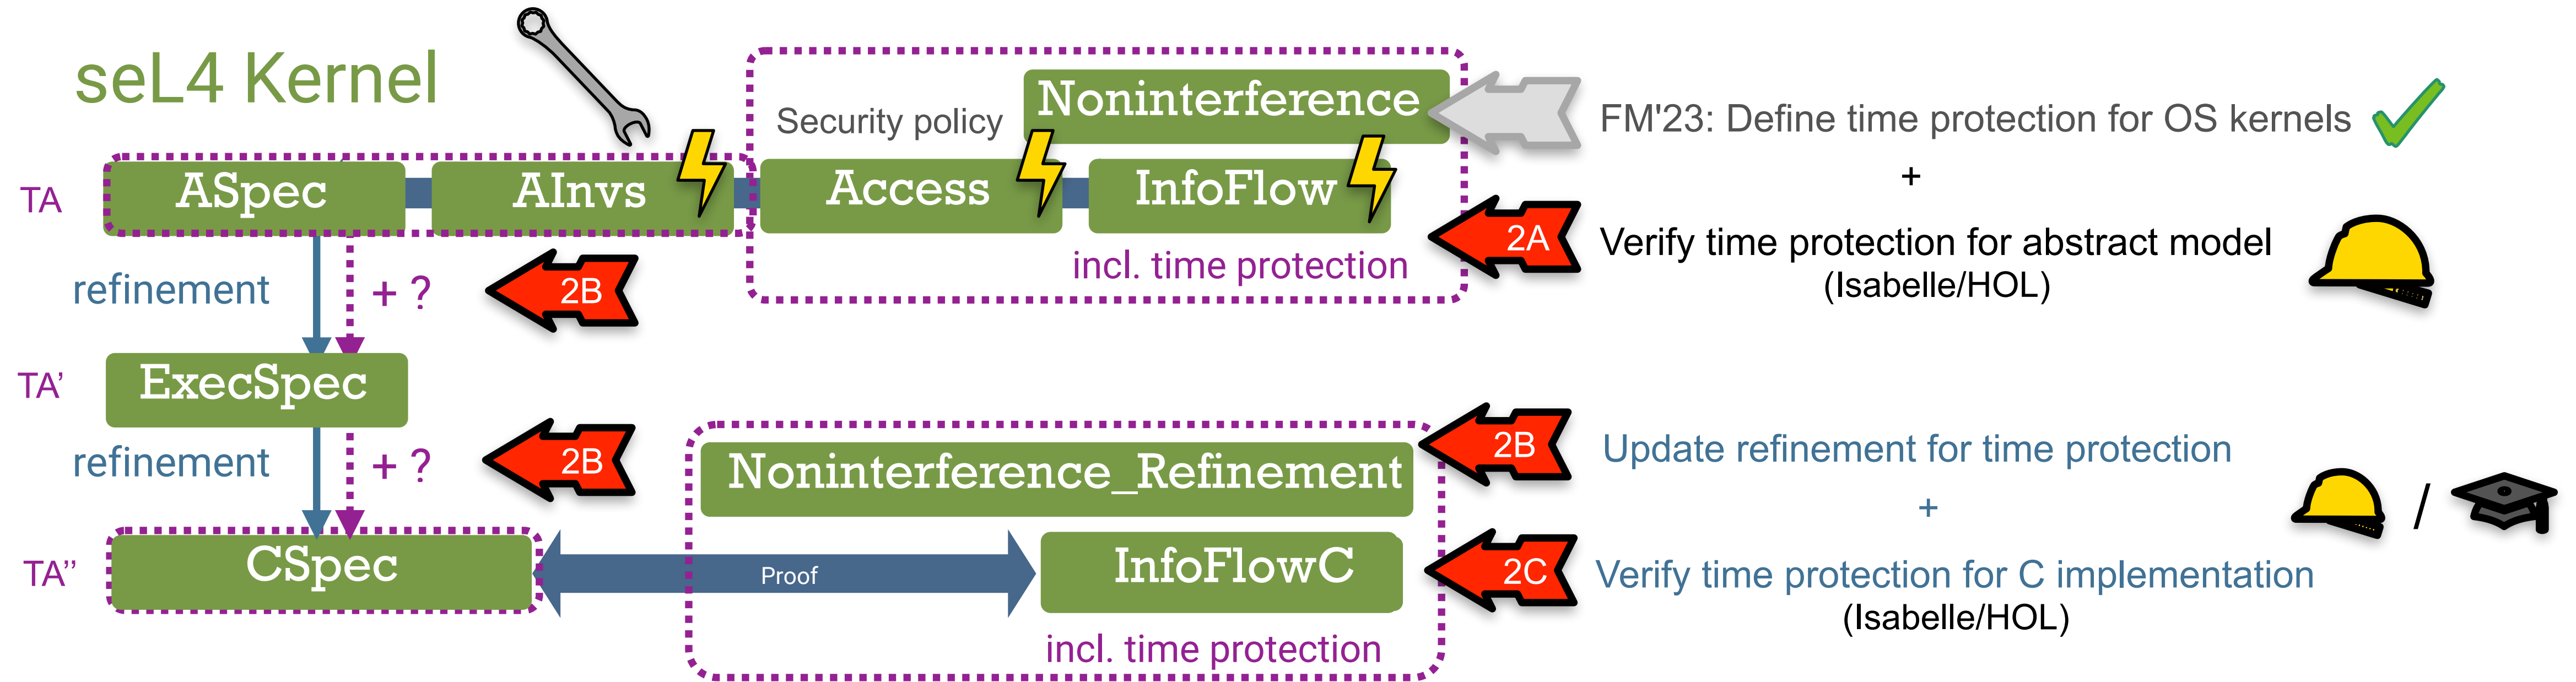 seL4 Kernel
Security policy
Noninterference
FM'23: Define time protection for OS kernels
+
TA
ASpec
AInvs
Access
InfoFlow
2A
Verify time protection for abstract model
(Isabelle/HOL)
incl. time protection
refinement
+ ?
2B
TA'
ExecSpec
refinement
+ ?
2B
Noninterference_Refinement
2B
Update refinement for time protection
+
/
TA''
CSpec
Proof
InfoFlowC
2C
Verify time protection for C implementation
(Isabelle/HOL)
incl. time protection